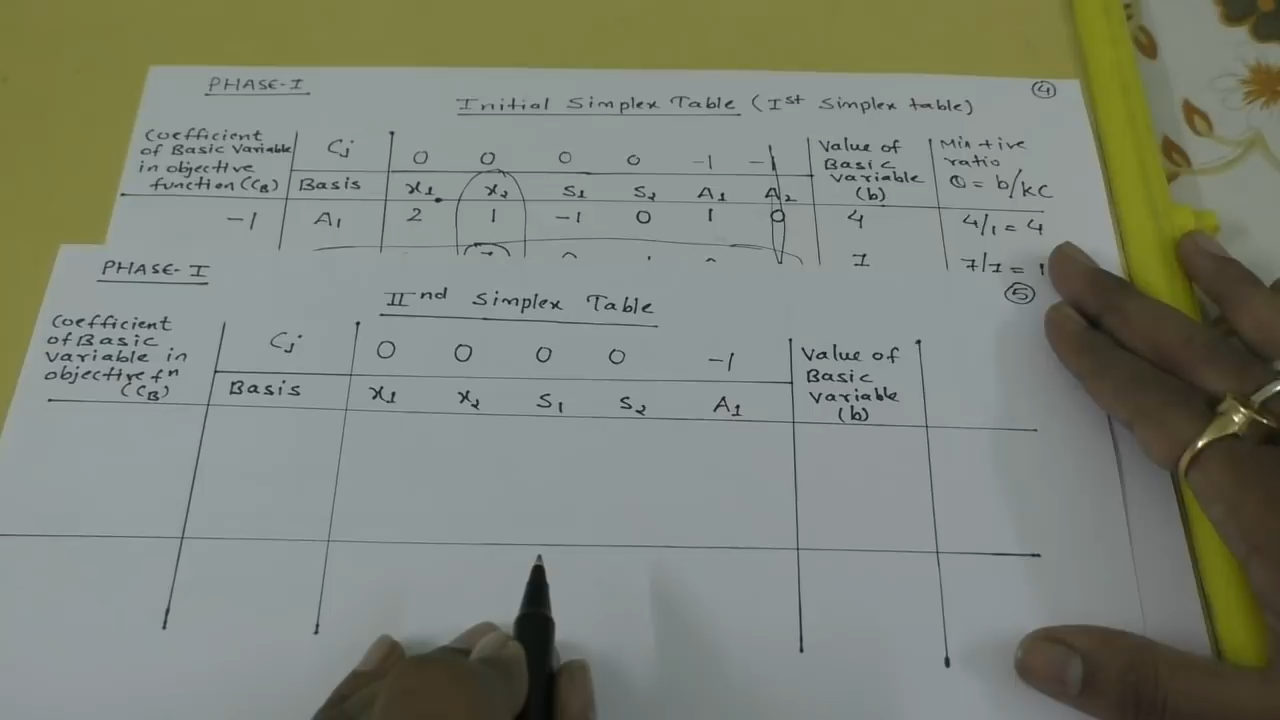 PHASE-I
④
Initial Simplex Table (Ist Simplex table)
Coefficient
of Basic Variable
in objective
function (CB)
Cj
0 0 0 0 -1 -1
Value of
Basic
Variable
(b)
Min +ive
ratio
θ = b/KC
Basis
x1 x2 S1 S2 A1 A2
-1 A1 2 1 -1 0 1 0 4 4/1 = 4
7 7/7 = 1
PHASE-I
⑤
IInd Simplex Table
Coefficient
of Basic
Variable in
objective fn
(CB)
Cj
0 0 0 0 -1
Value of
Basic
Variable
(b)
Basis
x1 x2 S1 S2 A1